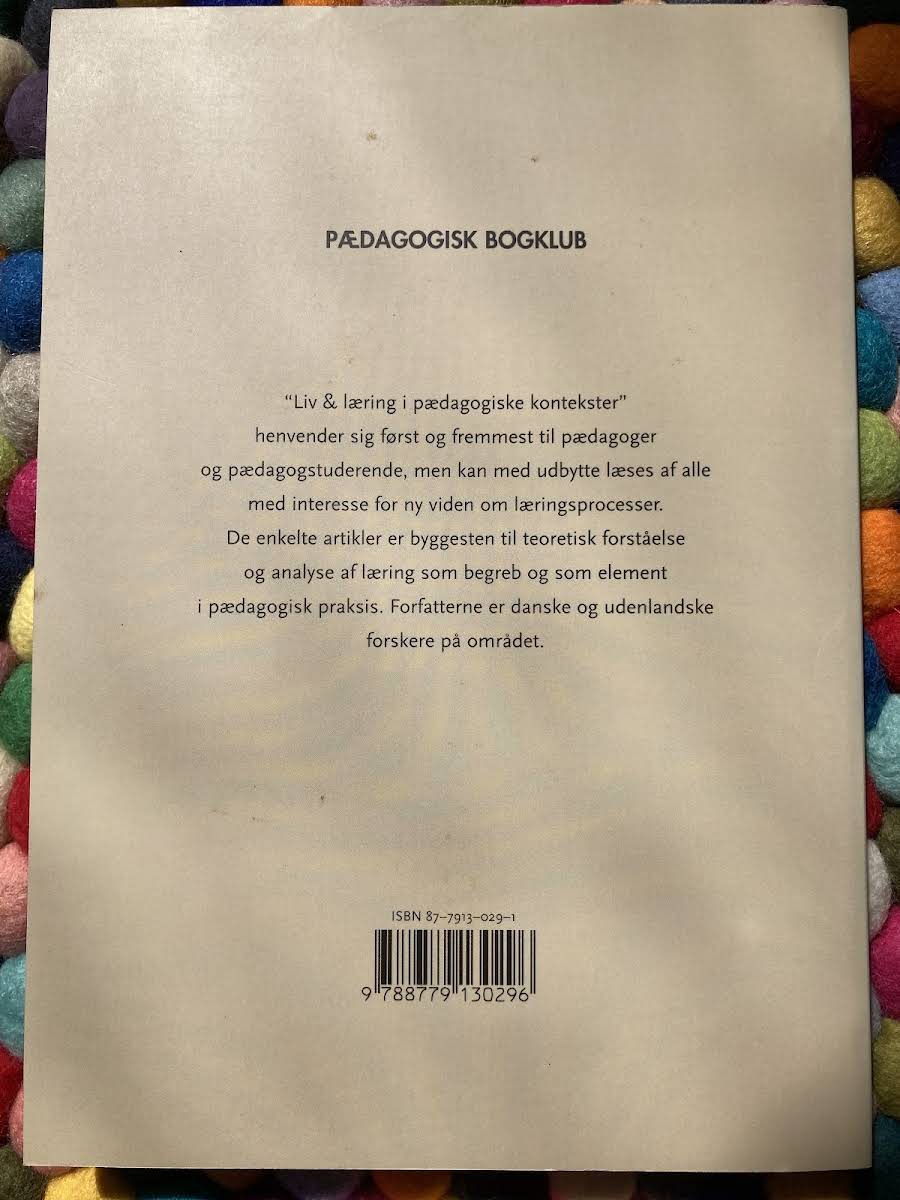 PÆDAGOGISK BOGKLUB
“Liv & læring i pædagogiske kontekster”
henvender sig først og fremmest til pædagoger
og pædagogstuderende, men kan med udbytte læses af alle
med interesse for ny viden om læringsprocesser.
De enkelte artikler er byggesten til teoretisk forståelse
og analyse af læring som begreb og som element
i pædagogisk praksis. Forfatterne er danske og udenlandske
forskere på området.
ISBN 87–7913–029–1
9 788779 130296